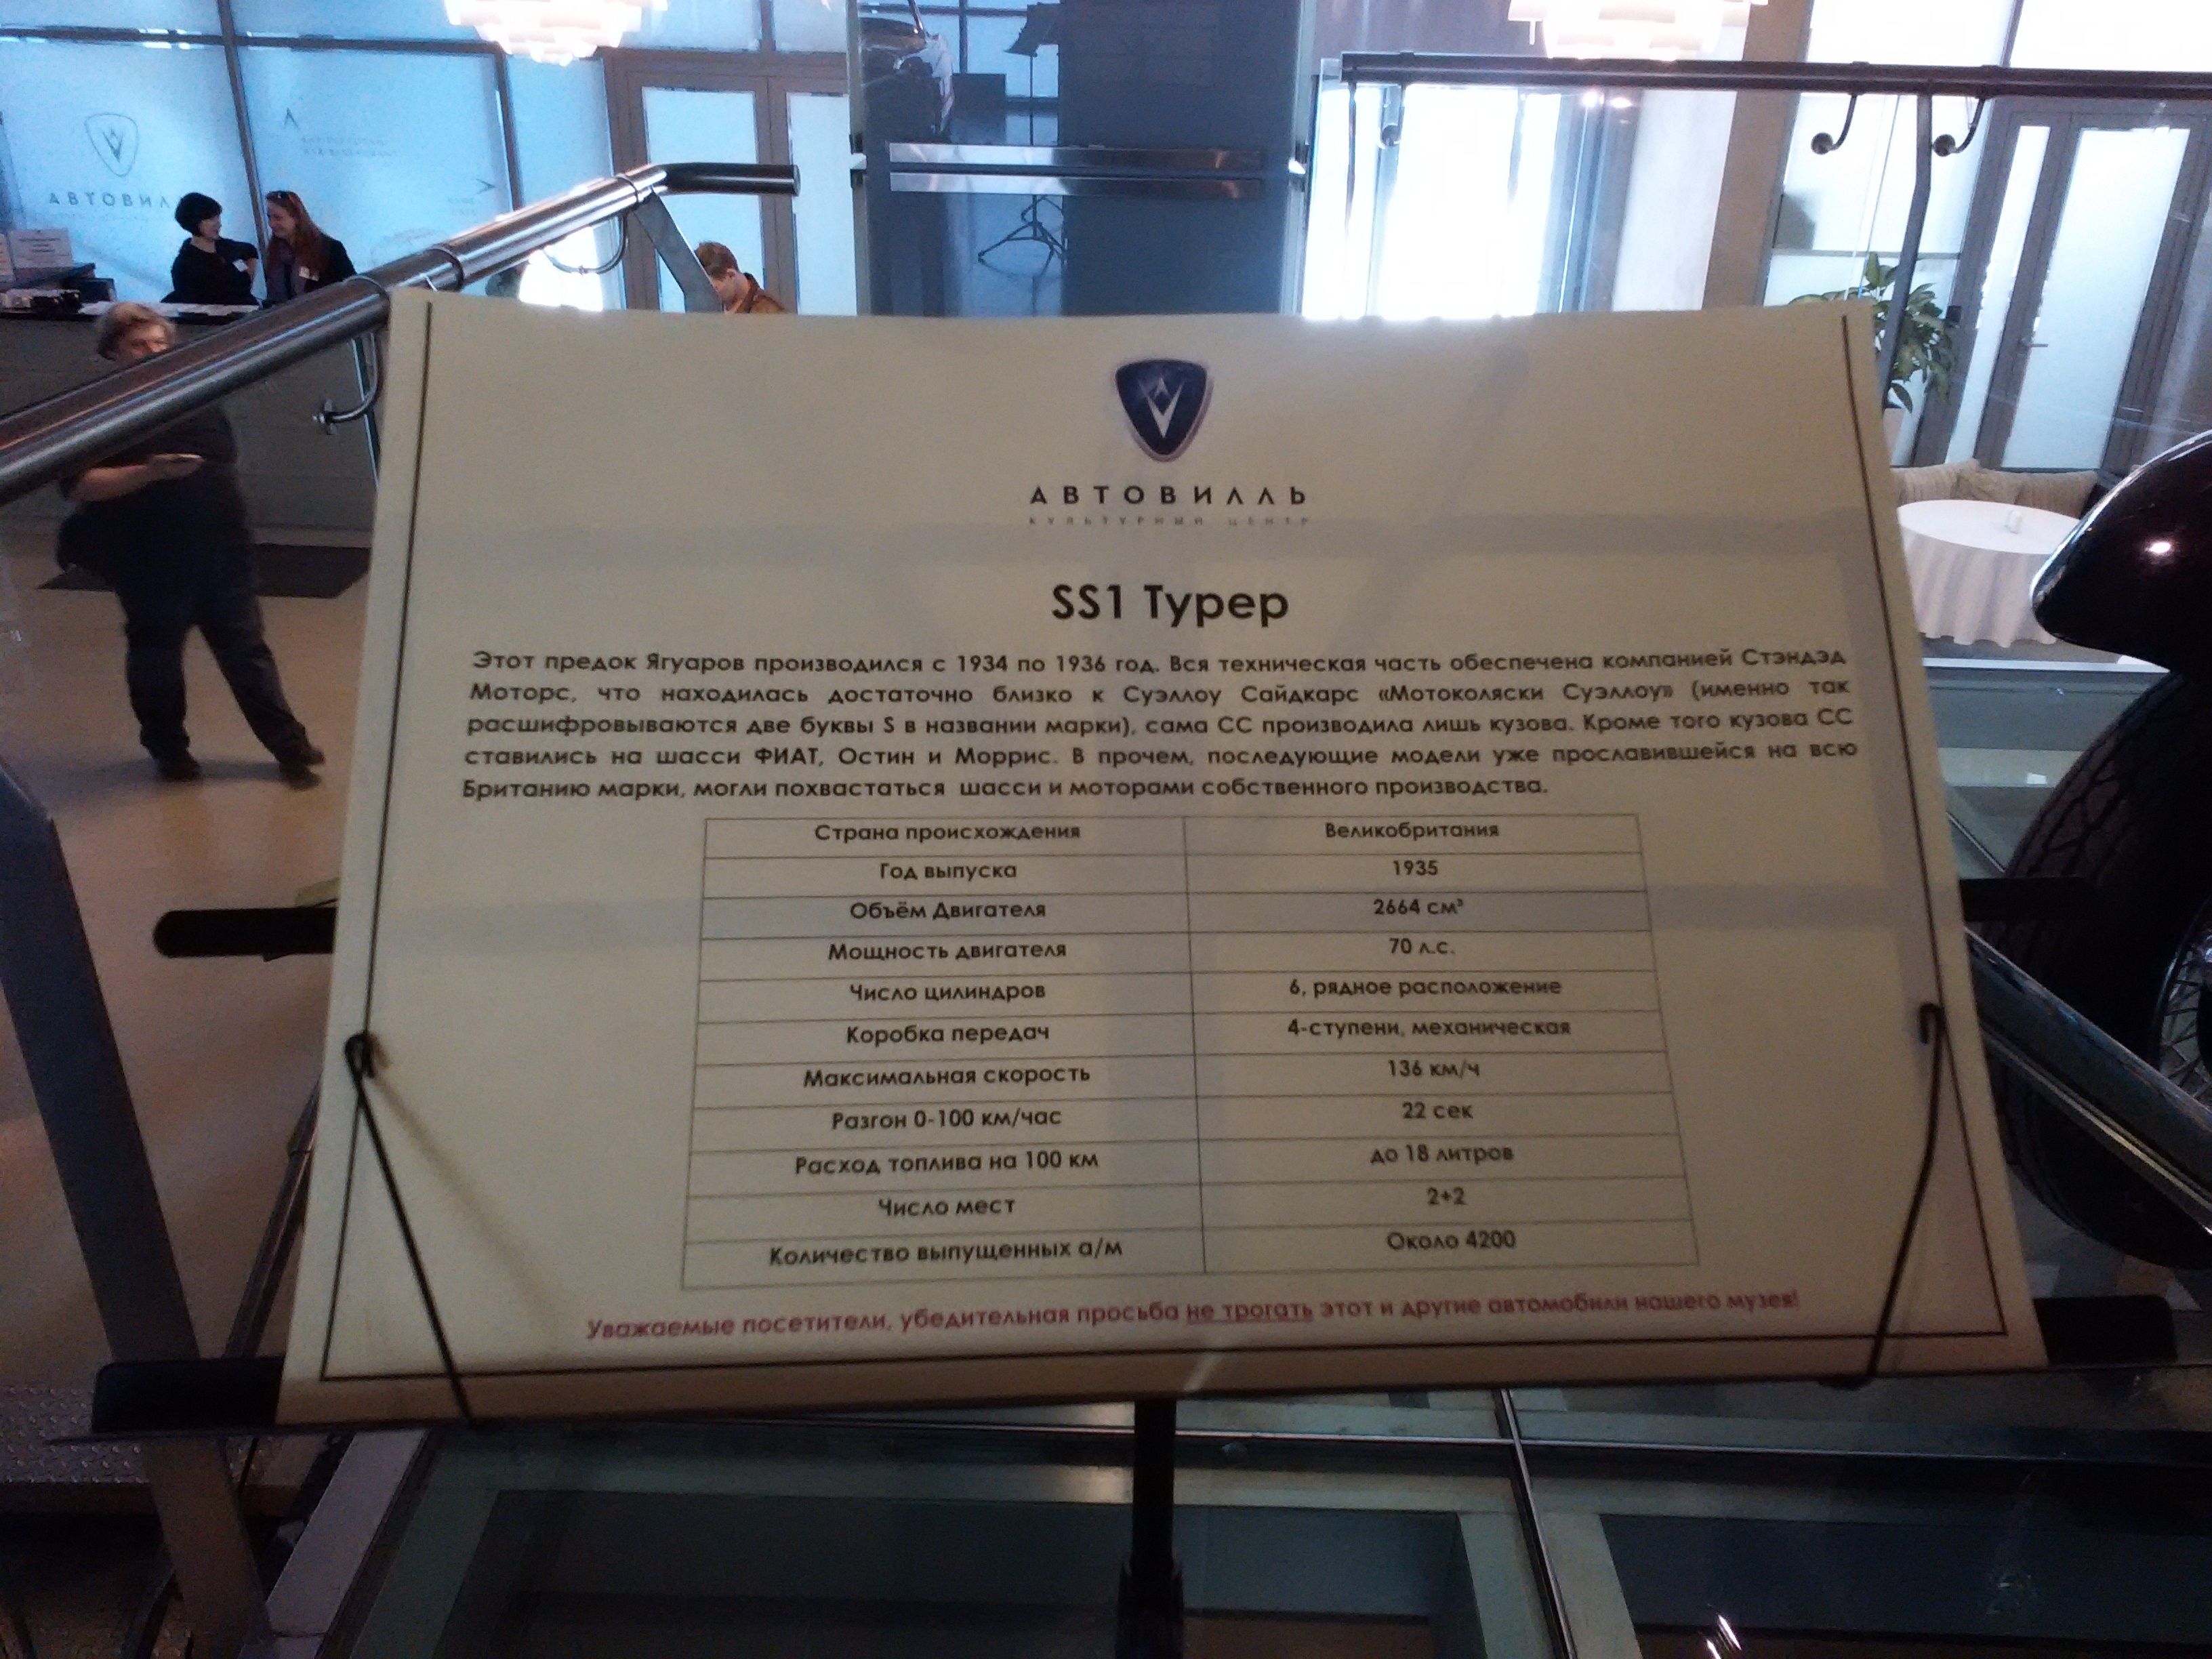 АВТОВИЛ
АВТОВИЛЛЬ
КУЛЬТУРНЫЙ ЦЕНТР
SS1 Турер
Этот предок Ягуаров производился с 1934 по 1936 год. Вся техническая часть обеспечена компанией Стэндэд
Моторс, что находилась достаточно близко к Суэллоу Сайдкарс «Мотоколяски Суэллоу» (именно так
расшифровываются две буквы S в названии марки), сама СС производила лишь кузова. Кроме того кузова СС
ставились на шасси ФИАТ, Остин и Моррис. В прочем, последующие модели уже прославившейся на всю
Британию марки, могли похвастаться шасси и моторами собственного производства.
Страна происхождения Великобритания
Год выпуска 1935
Объём Двигателя 2664 см³
Мощность двигателя 70 л.с.
Число цилиндров 6, рядное расположение
Коробка передач 4-ступени, механическая
Максимальная скорость 136 км/ч
Разгон 0-100 км/час 22 сек
Расход топлива на 100 км до 18 литров
Число мест 2+2
Количество выпущенных а/м Около 4200
Уважаемые посетители, убедительная просьба не трогать этот и другие автомобили нашего музея!